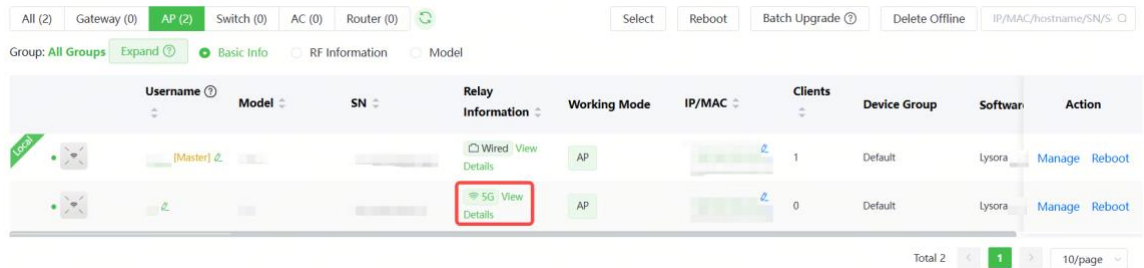 All (2) Gateway (0) AP (2) Switch (0) AC (0) Router (0) Select Reboot Batch Upgrade Delete Offline IP/MAC/hostname/SN/S
Group: All Groups Expand Basic Info RF Information Model
Username Model SN Relay Information Working Mode IP/MAC Clients Device Group Softwar Action
Local [Master] Wired View Details AP 1 Default Lysora Manage Reboot
5G View Details AP 0 Default Lysora Manage Reboot
Total 2 1 10/page